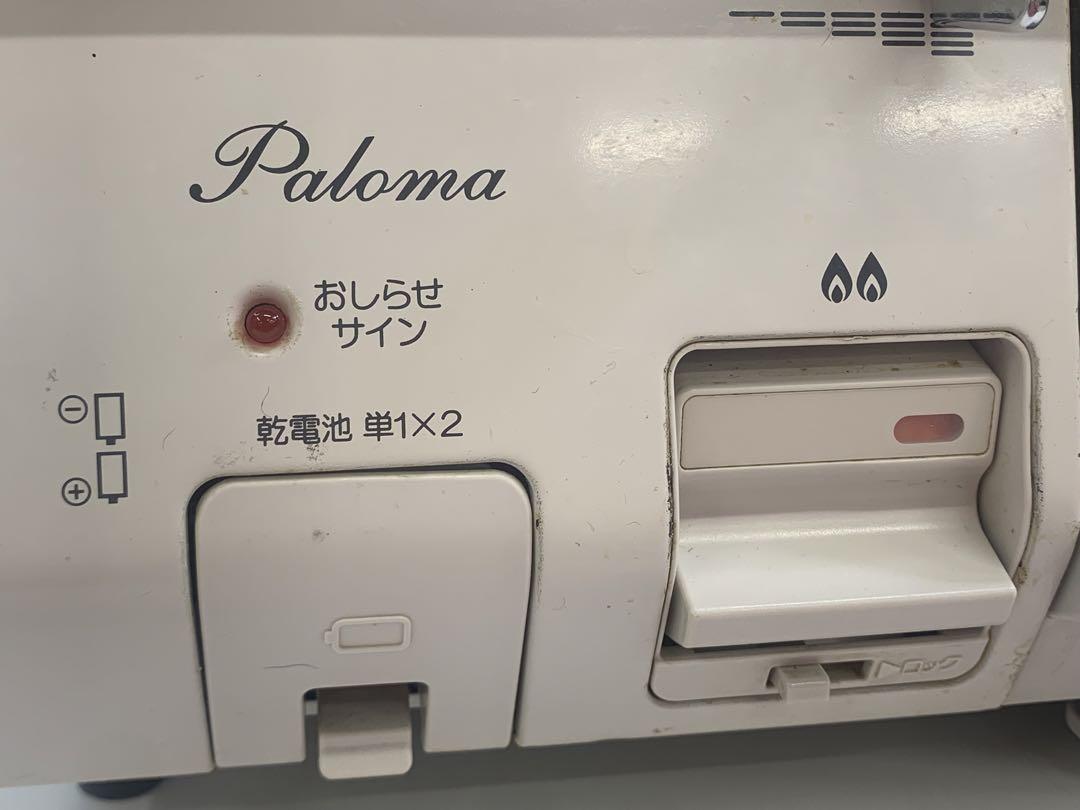 Paloma
おしらせ
サイン
乾電池 単1×2
⊖
⊕
ロック